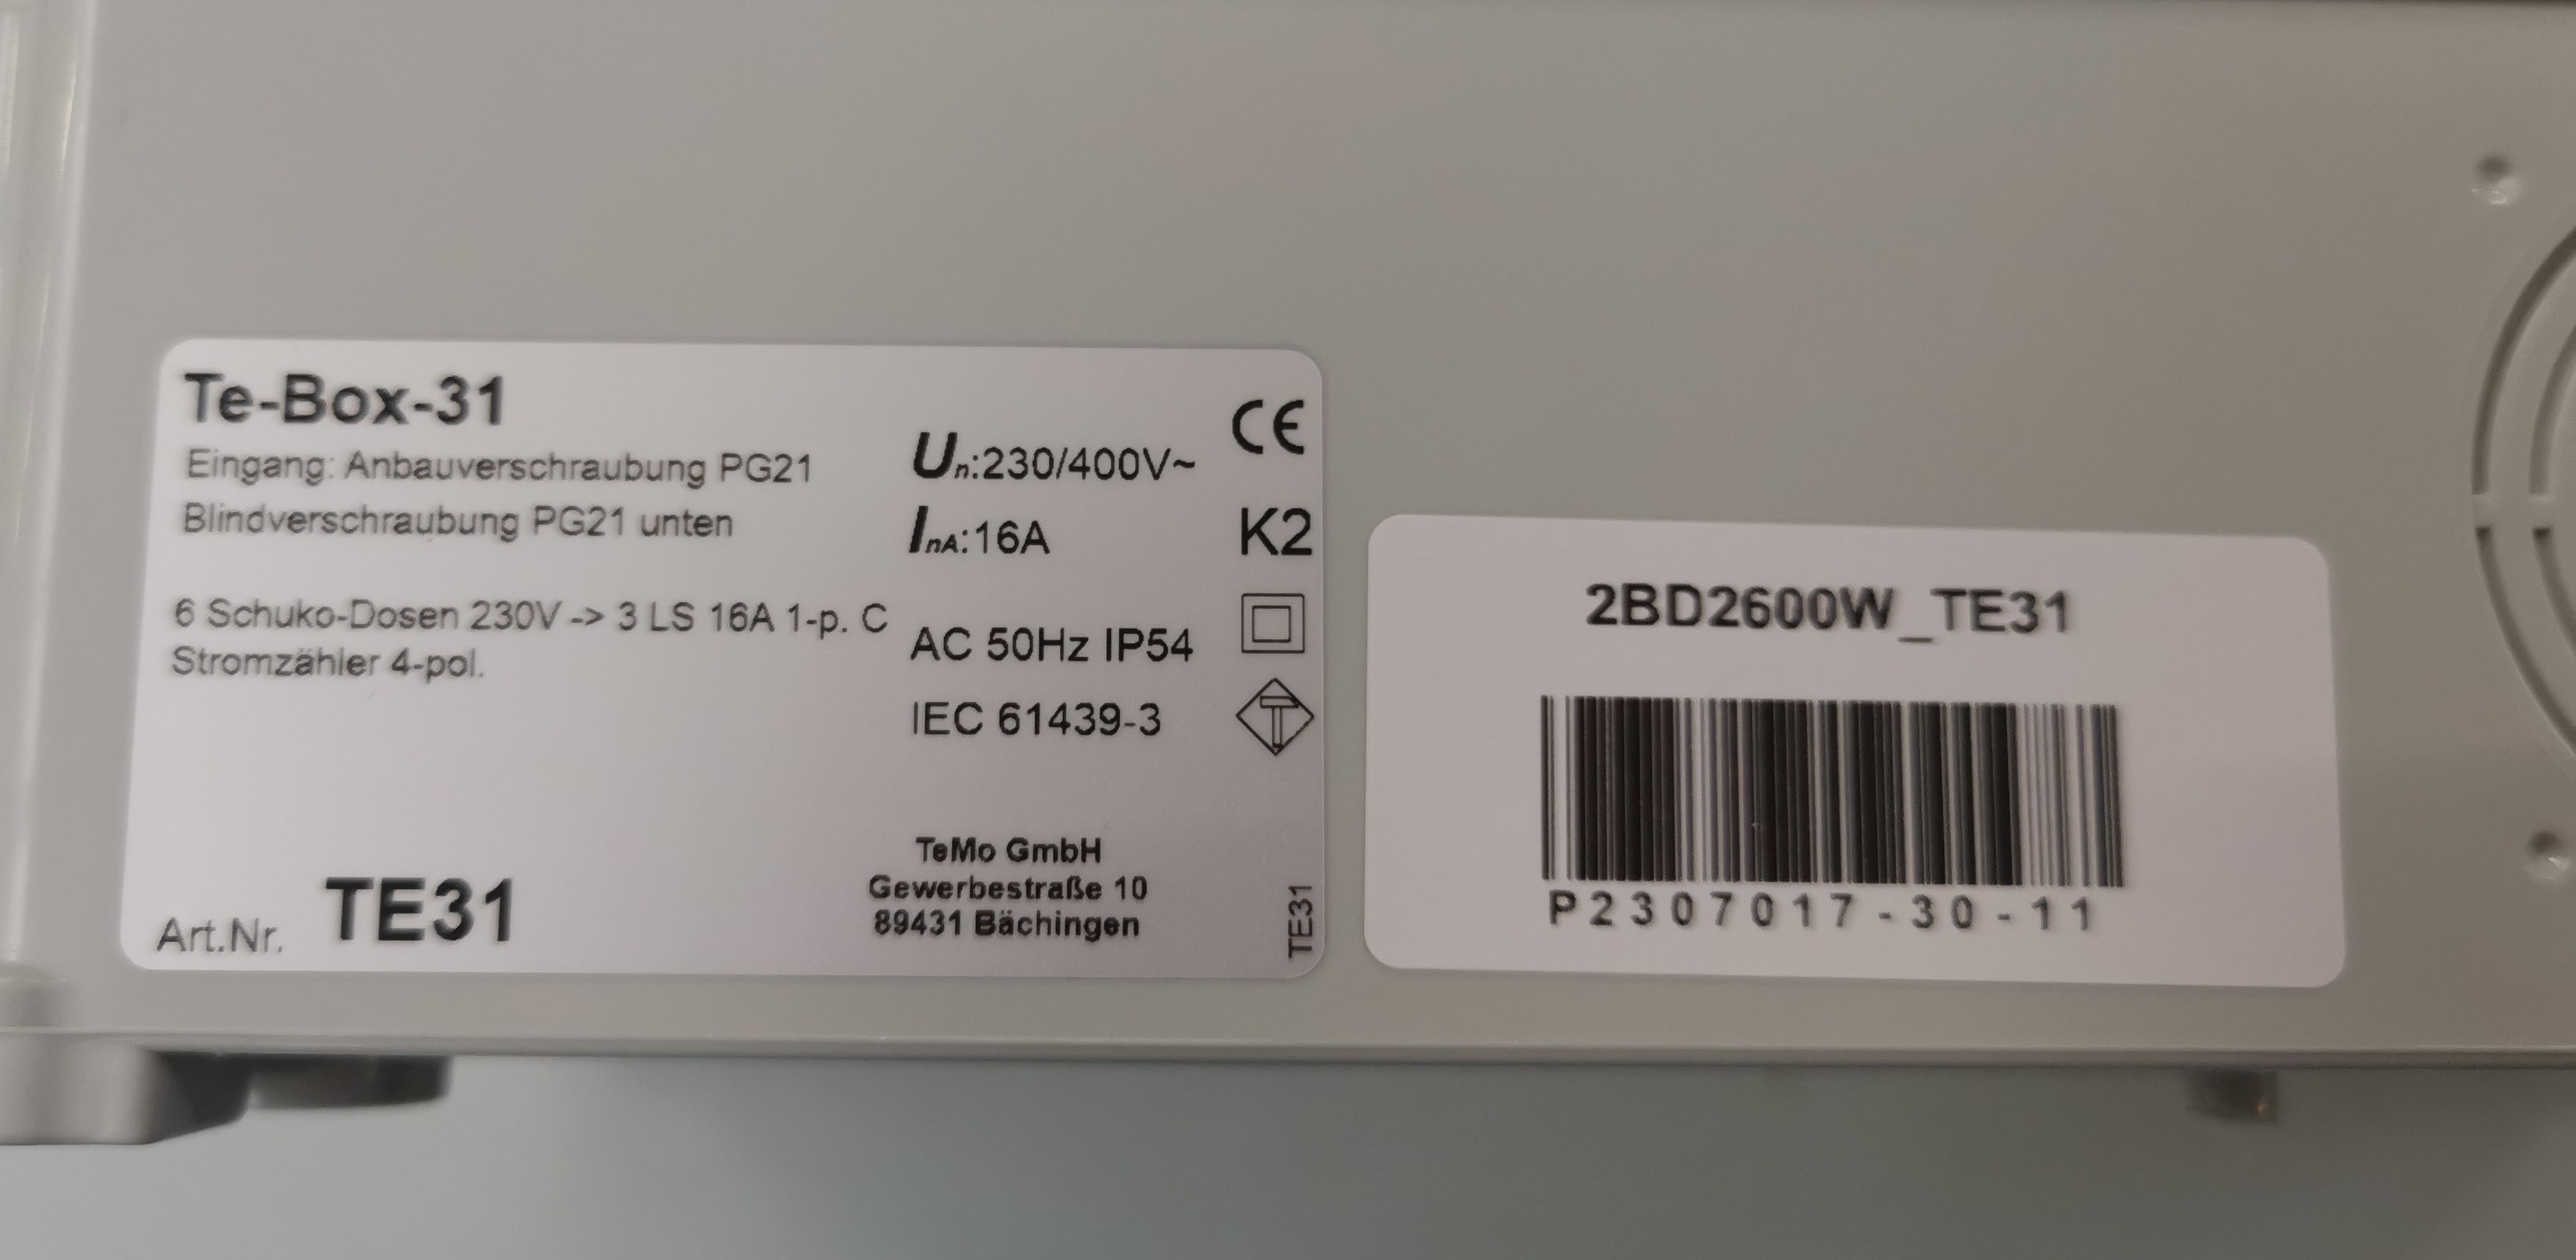 Te-Box-31
Eingang: Anbauverschraubung PG21
Blindverschraubung PG21 unten
6 Schuko-Dosen 230V -> 3 LS 16A 1-p. C
Stromzähler 4-pol.
Art.Nr. TE31
Un:230/400V~
InA:16A
AC 50Hz IP54
IEC 61439-3
TeMo GmbH
Gewerbestraße 10
89431 Bächingen
CE
K2
T
TE31
2BD2600W_TE31
P2307017-30-11